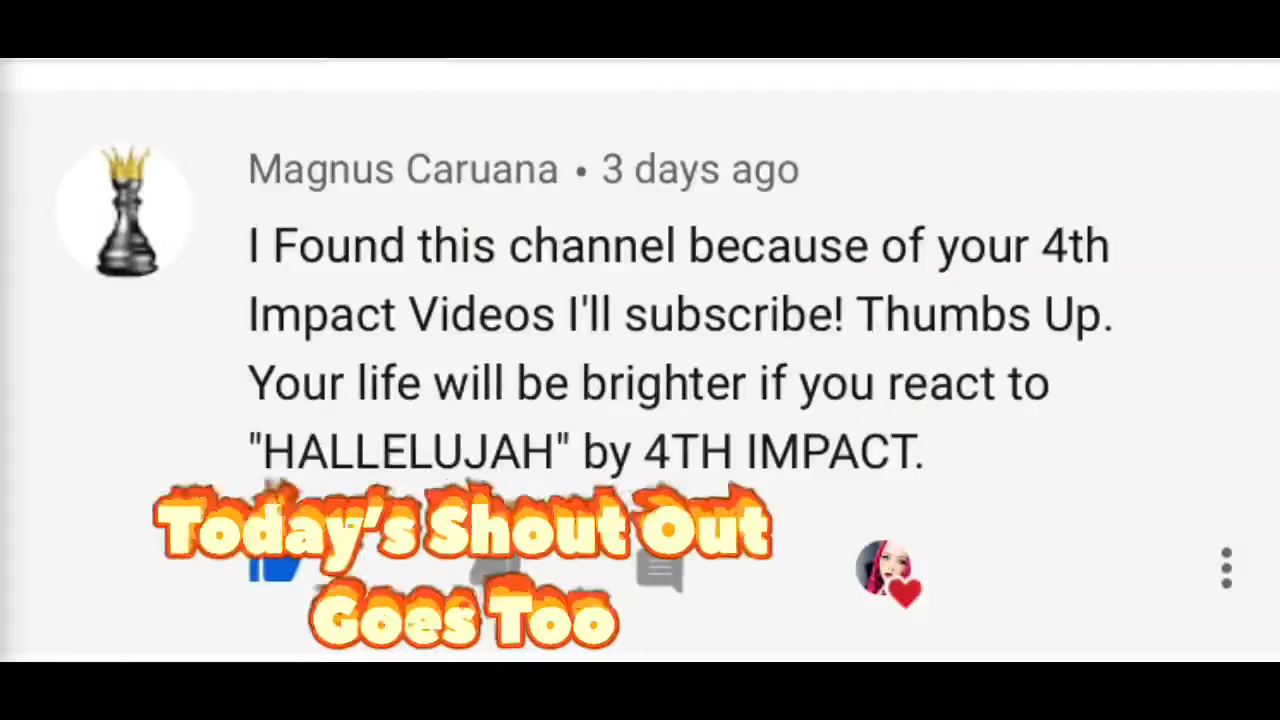 Magnus Caruana • 3 days ago
I Found this channel because of your 4th
Impact Videos I'll subscribe! Thumbs Up.
Your life will be brighter if you react to
"HALLELUJAH" by 4TH IMPACT.
Today's Shout Out
Goes Too